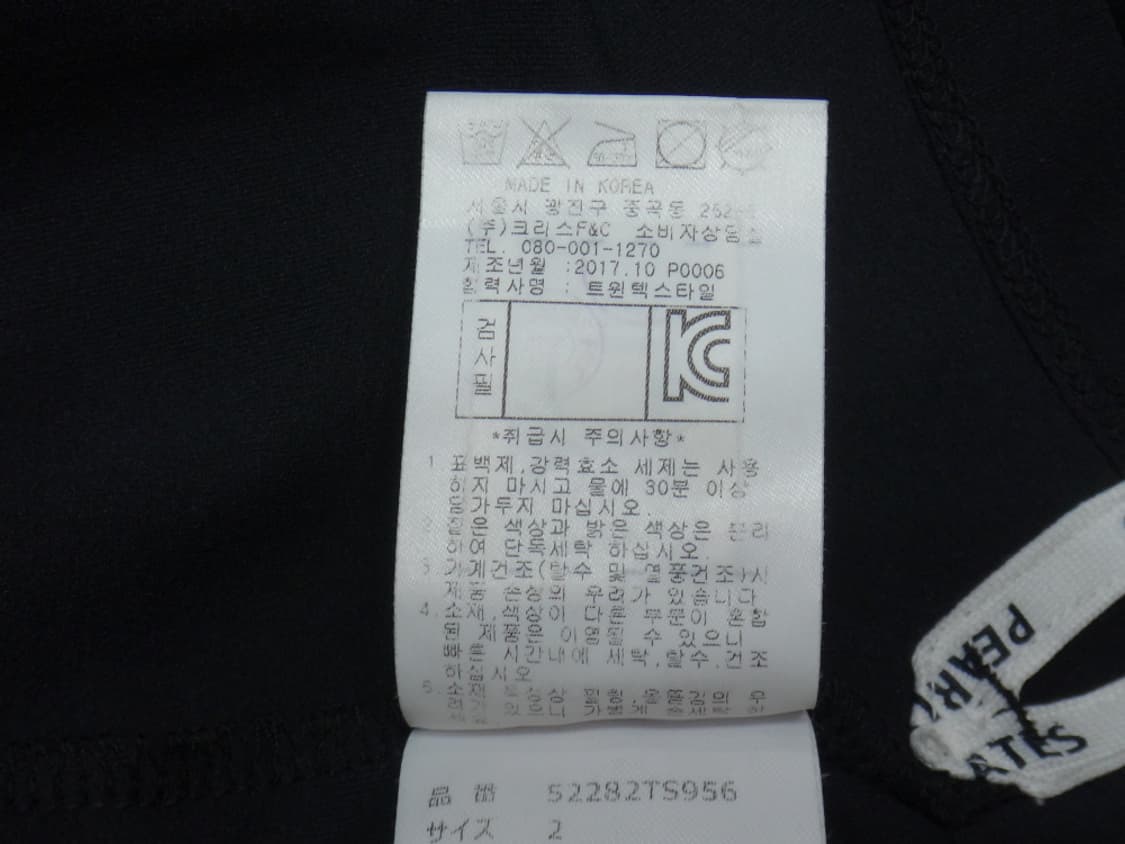 MADE IN KOREA
서울시 광진구 중곡동
(주)크리스F&C 소비자상담실
TEL. 080-001-1270
제조년월 :2017.10 P0006
협력사명 : 트윈텍스타일
검
사
필
KC
*취급시 주의사항*
1 표백제,강력효소 세제는 사용
하지 마시고 물에 30분 이상
담가두지 마십시오.
2 짙은 색상과 밝은 색상은 분리
하여 단독세탁 하십시오.
3 기계건조(탈수 및 열풍건조)시
제품 손상의 우려가 있습니다
4.소재,색상이 다른 부분이 혼합
된 제품은 이염될 수 있으니
빠른 시간내에 세탁,탈수,건조
하십시오
5.소재
品番 52282TS956
サイズ 2
PEARL
ATES